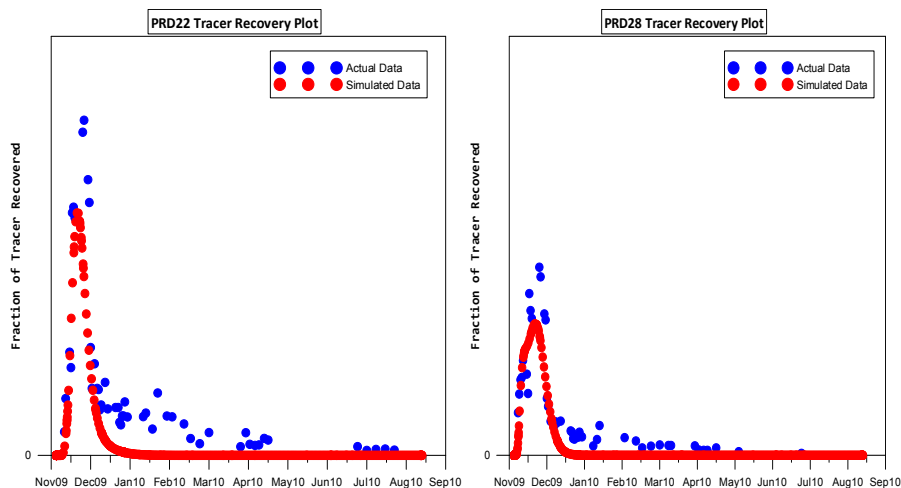 PRD22 Tracer Recovery Plot
Actual Data
Simulated Data
Fraction of Tracer Recovered
0
Nov09 Dec09 Jan10 Feb10 Mar10 Apr10 May10 Jun10 Jul10 Aug10 Sep10
PRD28 Tracer Recovery Plot
Actual Data
Simulated Data
Fraction of Tracer Recovered
0
Nov09 Dec09 Jan10 Feb10 Mar10 Apr10 May10 Jun10 Jul10 Aug10 Sep10